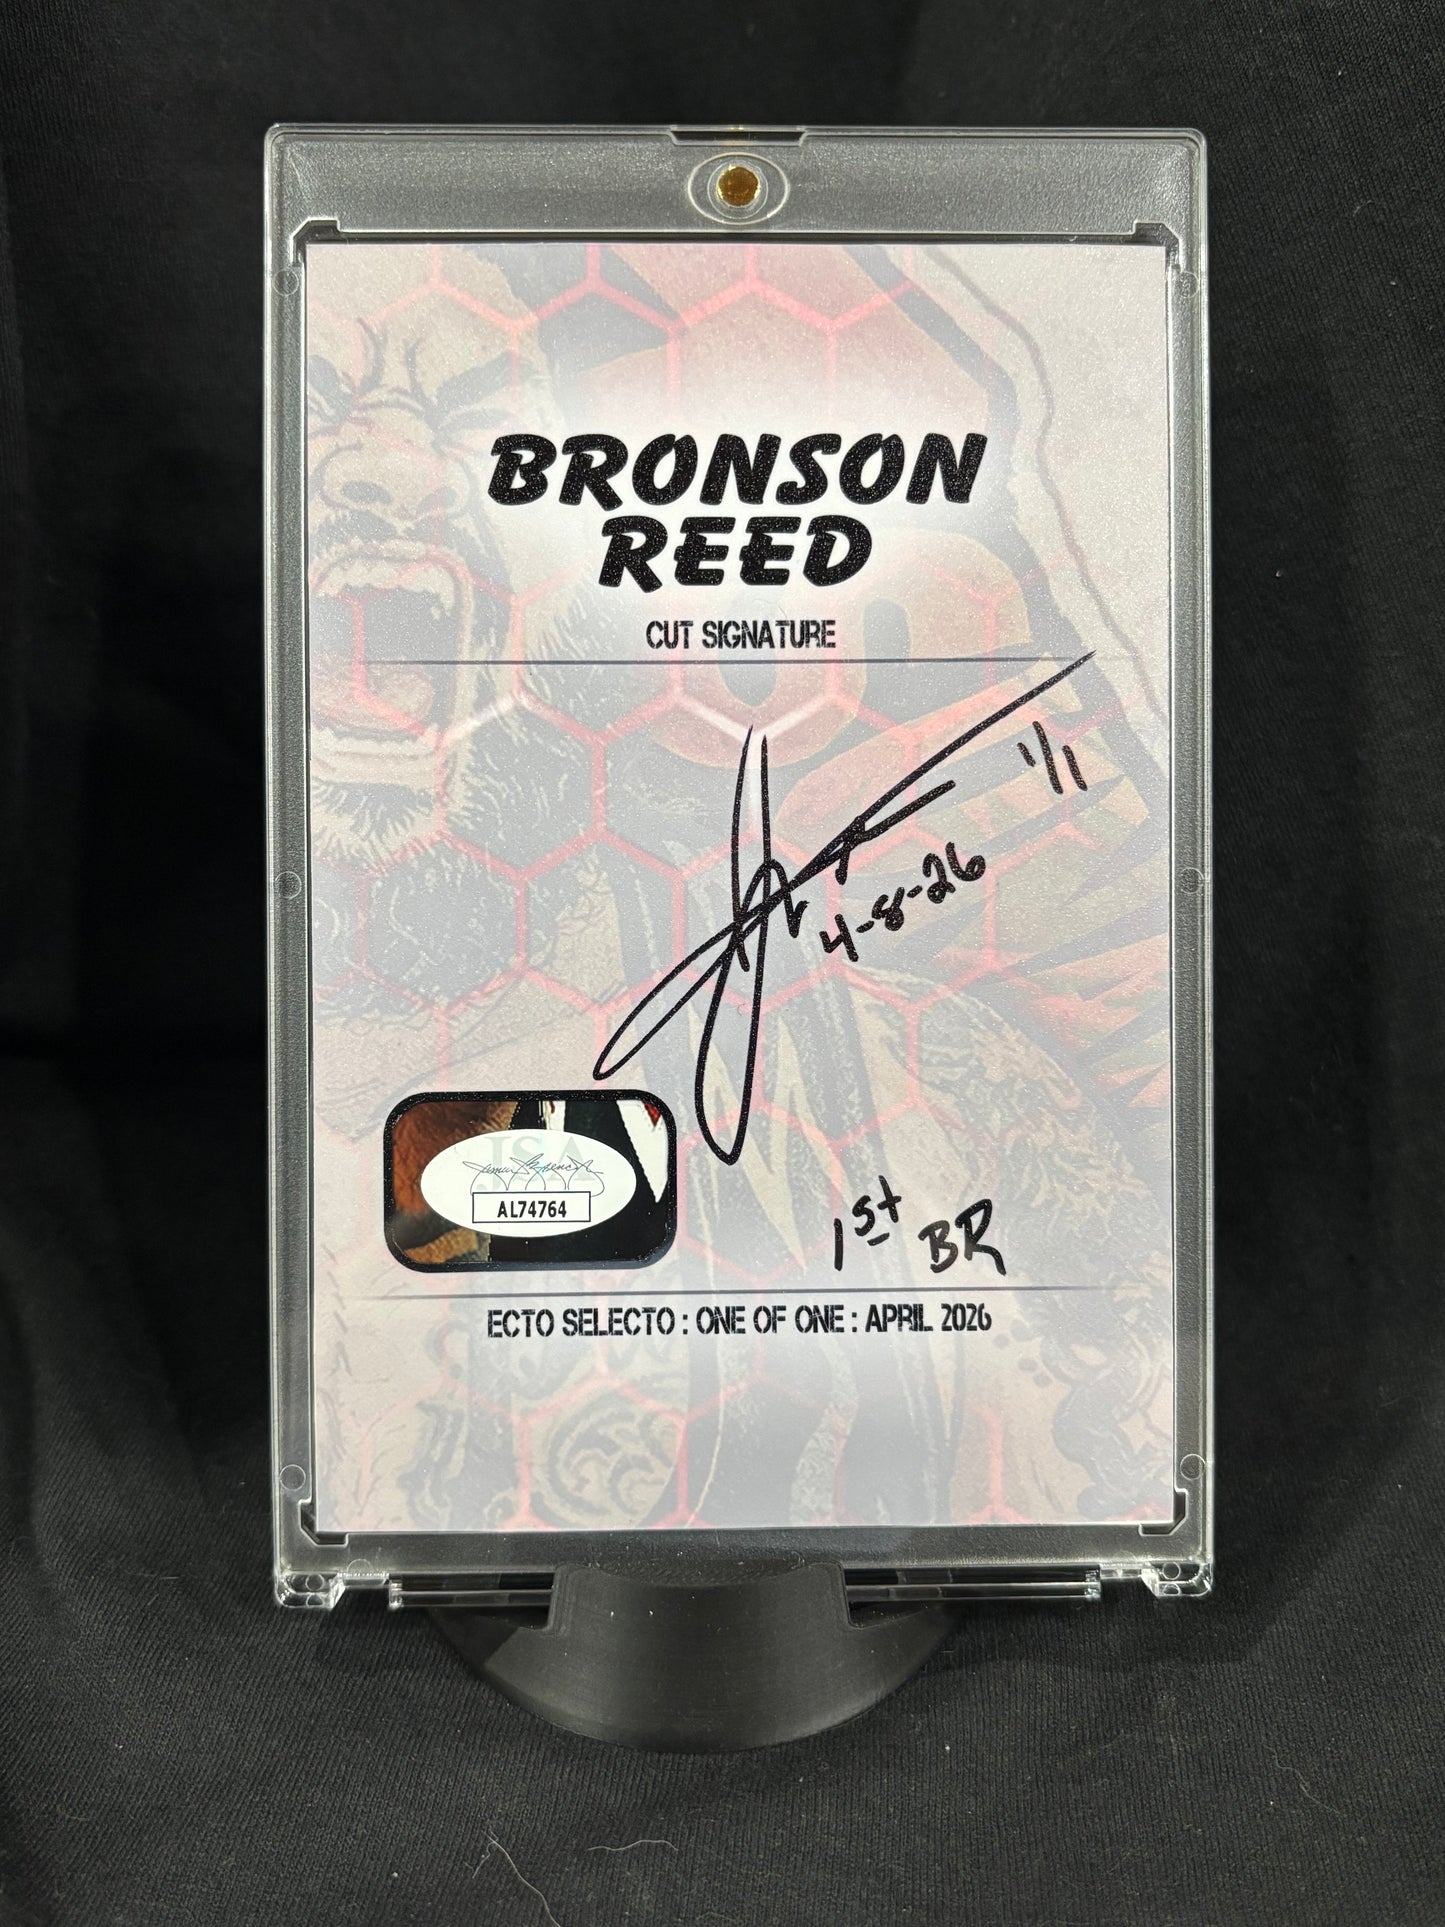 BRONSON
REED
CUT SIGNATURE
1/1
4-8-26
JSA
AL74764
1st BR
ECTO SELECTO : ONE OF ONE : APRIL 2026